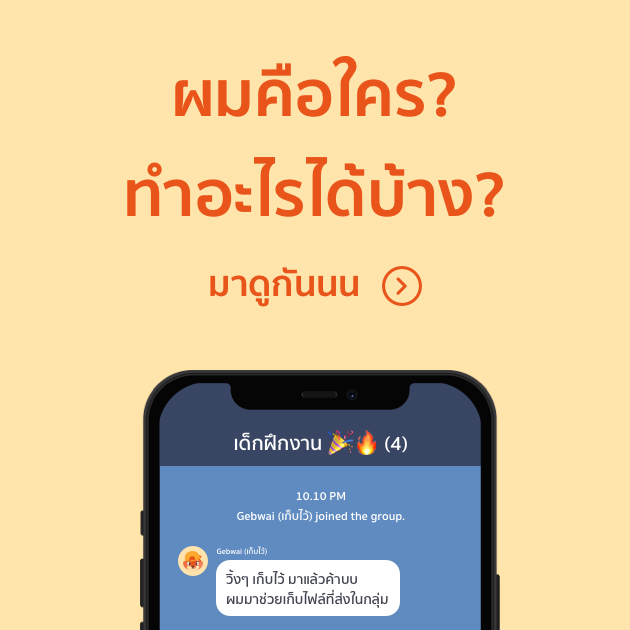 ผมคือใคร?
ทำอะไรได้บ้าง?
มาดูกันนน
เด็กฝึกงาน 🎉🔥 (4)
10.10 PM
Gebwai (เก็บไว้) joined the group.
Gebwai (เก็บไว้)
วิ้งๆ เก็บไว้ มาแล้วค้าบบ
ผมมาช่วยเก็บไฟล์ที่ส่งในกลุ่ม